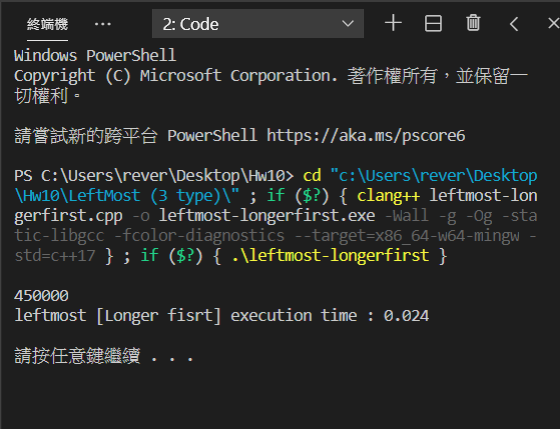 終端機 ... 2: Code
Windows PowerShell
Copyright (C) Microsoft Corporation. 著作權所有，並保留一
切權利。
請嘗試新的跨平台 PowerShell https://aka.ms/pscore6
PS C:\Users\rever\Desktop\Hw10> cd "c:\Users\rever\Desktop
\Hw10\LeftMost (3 type)\" ; if ($?) { clang++ leftmost-lon
gerfirst.cpp -o leftmost-longerfirst.exe -Wall -g -Og -sta
tic-libgcc -fcolor-diagnostics --target=x86_64-w64-mingw -
std=c++17 } ; if ($?) { .\leftmost-longerfirst }
450000
leftmost [Longer fisrt] execution time : 0.024
請按任意鍵繼續 . . .